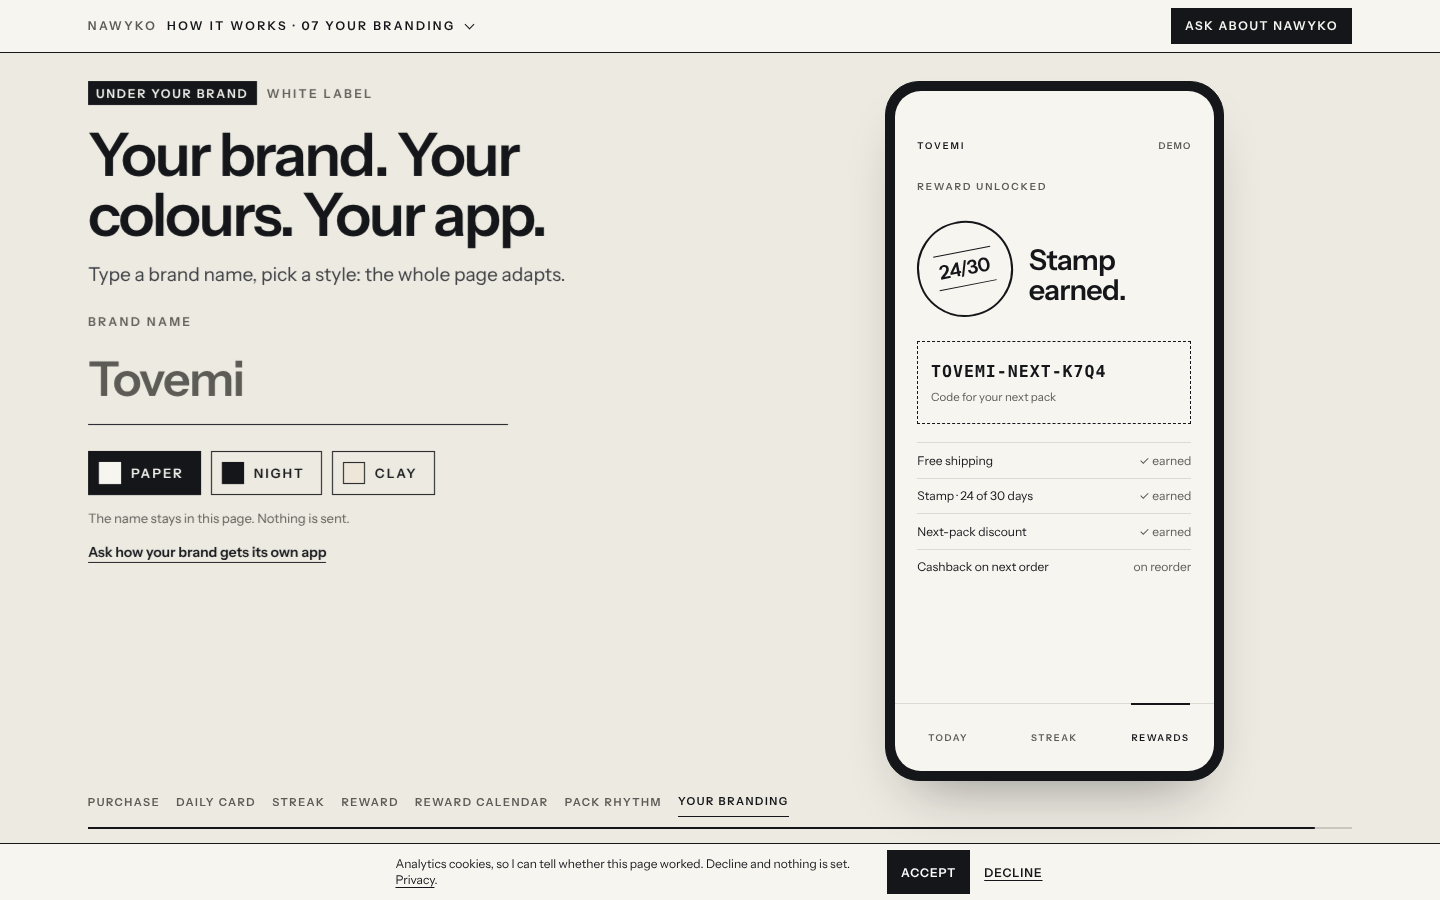 NAWYKO HOW IT WORKS · 07 YOUR BRANDING
ASK ABOUT NAWYKO
UNDER YOUR BRAND WHITE LABEL
Your brand. Your
colours. Your app.
Type a brand name, pick a style: the whole page adapts.
BRAND NAME
Tovemi
PAPER NIGHT CLAY
The name stays in this page. Nothing is sent.
Ask how your brand gets its own app
TOVEMI DEMO
REWARD UNLOCKED
24/30
Stamp
earned.
TOVEMI-NEXT-K7Q4
Code for your next pack
Free shipping ✓ earned
Stamp · 24 of 30 days ✓ earned
Next-pack discount ✓ earned
Cashback on next order on reorder
TODAY STREAK REWARDS
PURCHASE DAILY CARD STREAK REWARD REWARD CALENDAR PACK RHYTHM YOUR BRANDING
Analytics cookies, so I can tell whether this page worked. Decline and nothing is set.
Privacy.
ACCEPT DECLINE